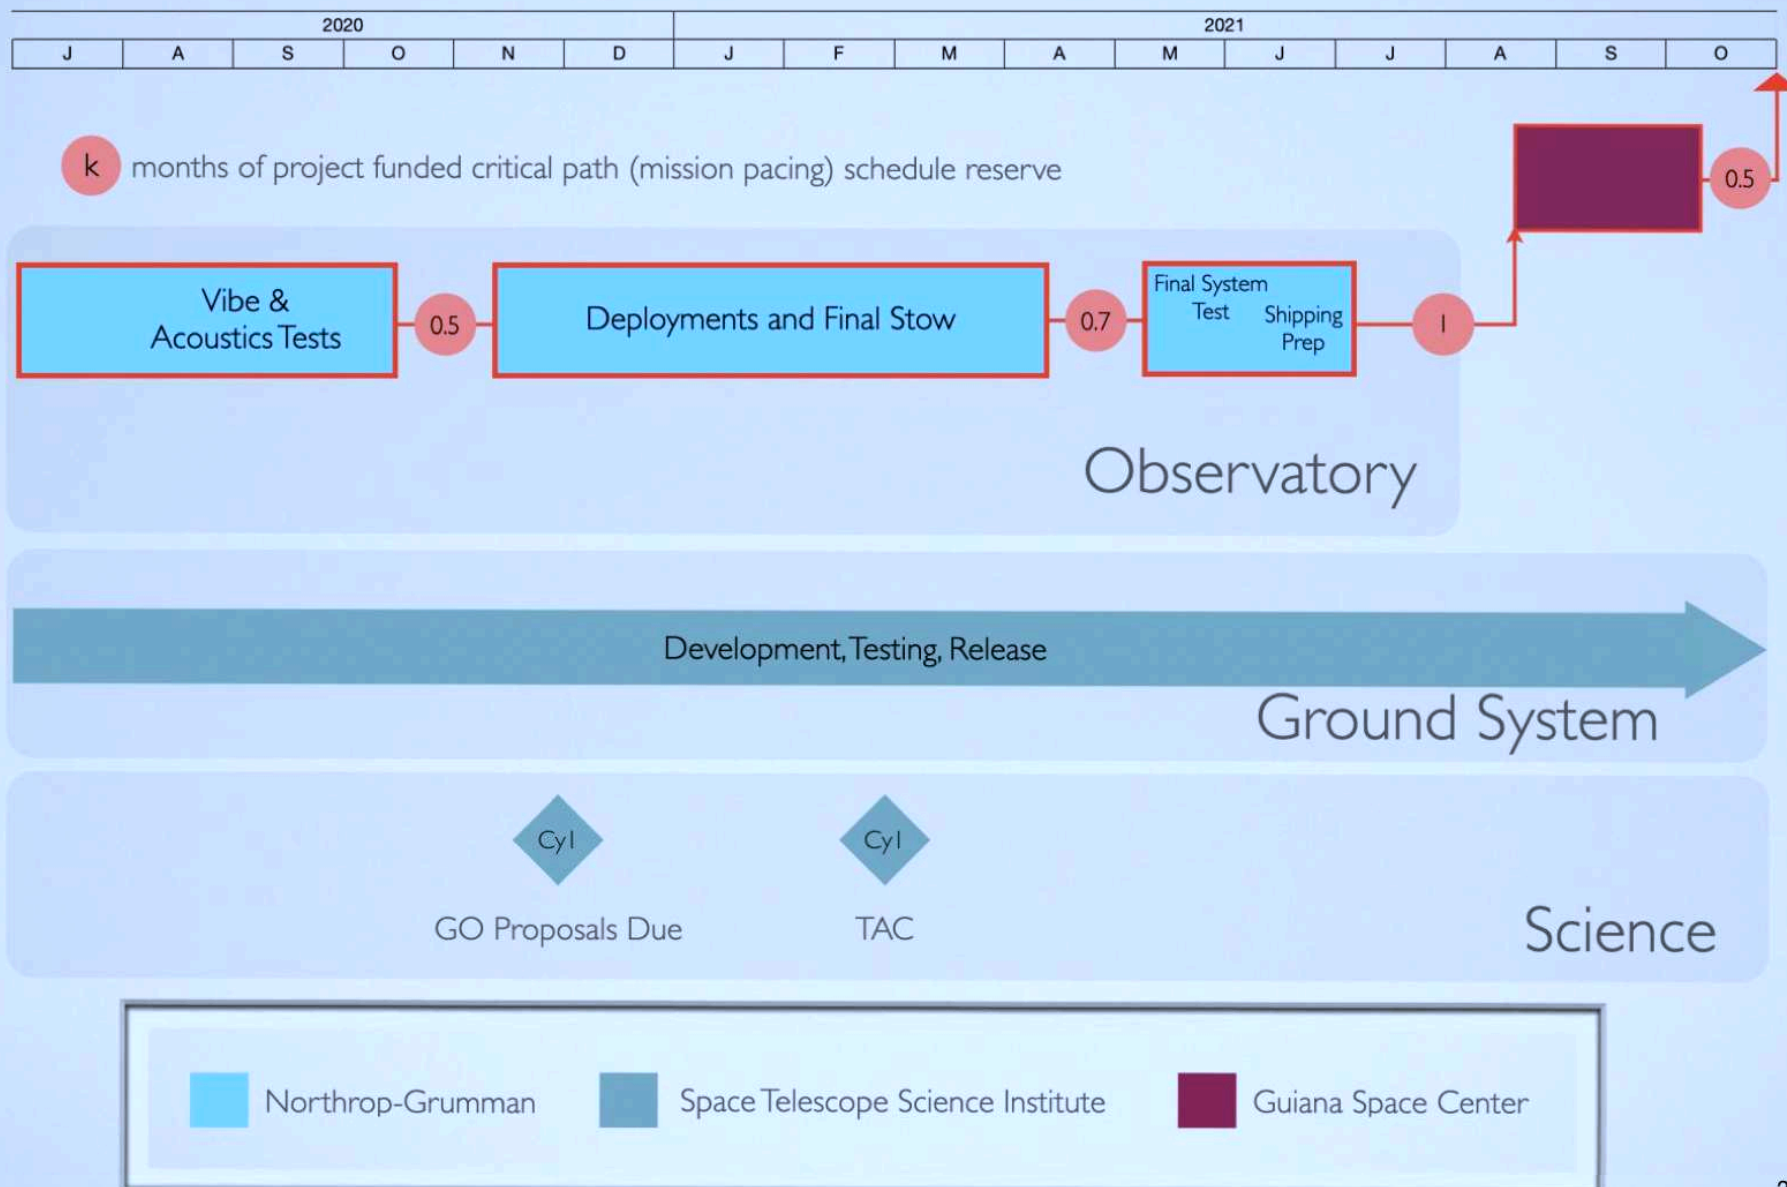 2020
2021
J A S O N D J F M A M J J A S O
k months of project funded critical path (mission pacing) schedule reserve
0.5
Vibe &
Acoustics Tests
0.5
Deployments and Final Stow
0.7
Final System
Test
Shipping
Prep
1
Observatory
Development, Testing, Release
Ground System
Cy1
Cy1
GO Proposals Due
TAC
Science
Northrop-Grumman
Space Telescope Science Institute
Guiana Space Center